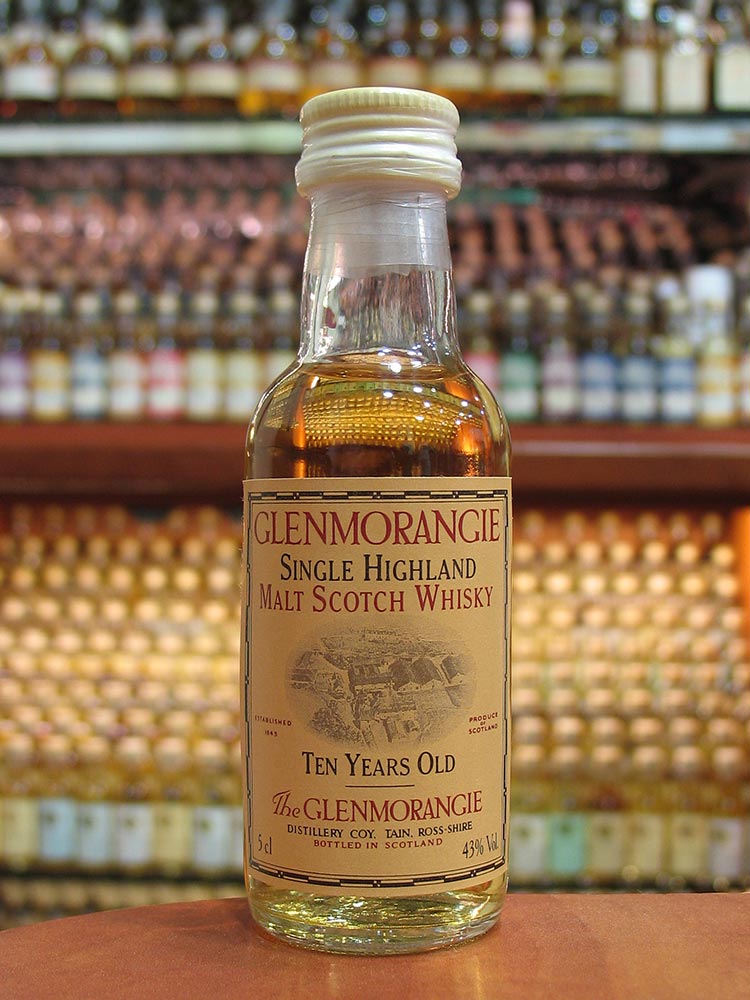 GLENMORANGIE
SINGLE HIGHLAND
MALT SCOTCH WHISKY
ESTABLISHED
1843
PRODUCE
OF
SCOTLAND
TEN YEARS OLD
The GLENMORANGIE
DISTILLERY COY, TAIN, ROSS-SHIRE
BOTTLED IN SCOTLAND
5 cl
43% Vol.